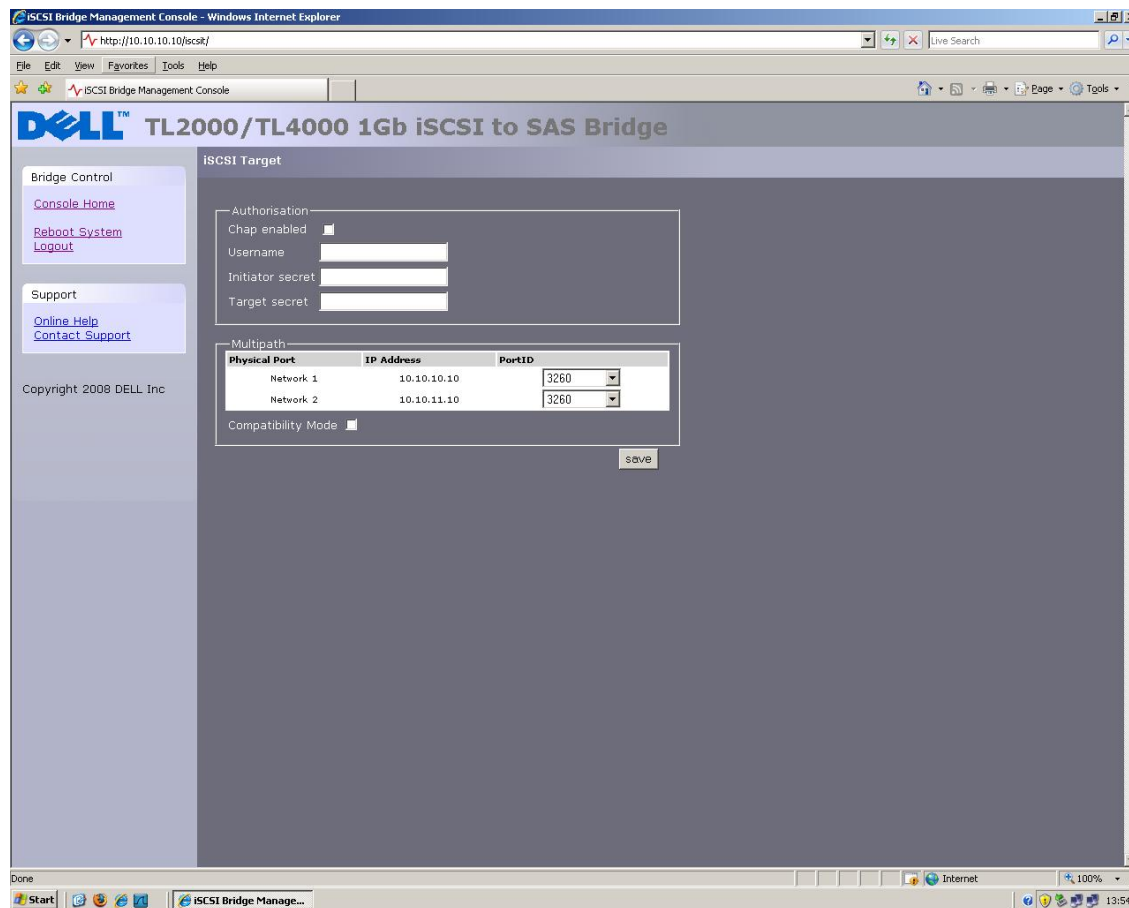 iSCSI Bridge Management Console - Windows Internet Explorer
http://10.10.10.10/iscsit/
Live Search
File Edit View Favorites Tools Help
iSCSI Bridge Management Console
Page Tools
DELL™ TL2000/TL4000 1Gb iSCSI to SAS Bridge
iSCSI Target
Bridge Control
Console Home
Reboot System
Logout
Support
Online Help
Contact Support
Copyright 2008 DELL Inc
Authorisation
Chap enabled
Username
Initiator secret
Target secret
Multipath
Physical Port IP Address PortID
Network 1 10.10.10.10 3260
Network 2 10.10.11.10 3260
Compatibility Mode
save
Done
Internet
100%
Start
iSCSI Bridge Manage...
13:54